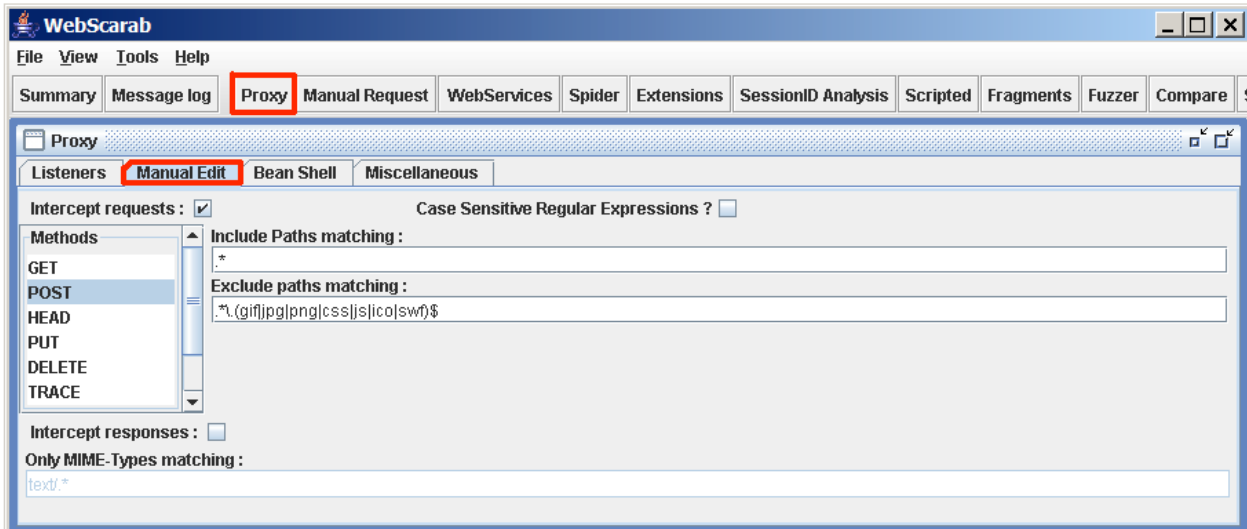 WebScarab
File View Tools Help
Summary Message log Proxy Manual Request WebServices Spider Extensions SessionID Analysis Scripted Fragments Fuzzer Compare
Proxy
Listeners Manual Edit Bean Shell Miscellaneous
Intercept requests : Case Sensitive Regular Expressions ?
Methods
Include Paths matching :
.*
GET
Exclude paths matching :
POST
.*\.(gif|jpg|png|css|js|ico|swf)$
HEAD
PUT
DELETE
TRACE
Intercept responses :
Only MIME-Types matching :
text/.*